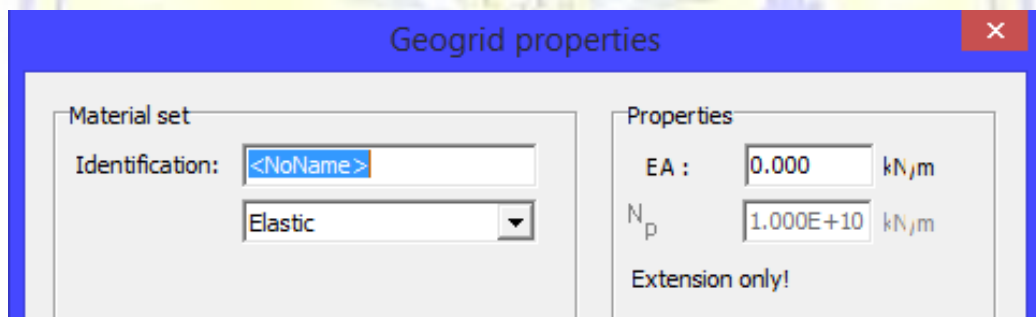 Geogrid properties
Material set
Identification: <NoName>
Elastic
Properties
EA : 0.000 kN/m
Np 1.000E+10 kN/m
Extension only!